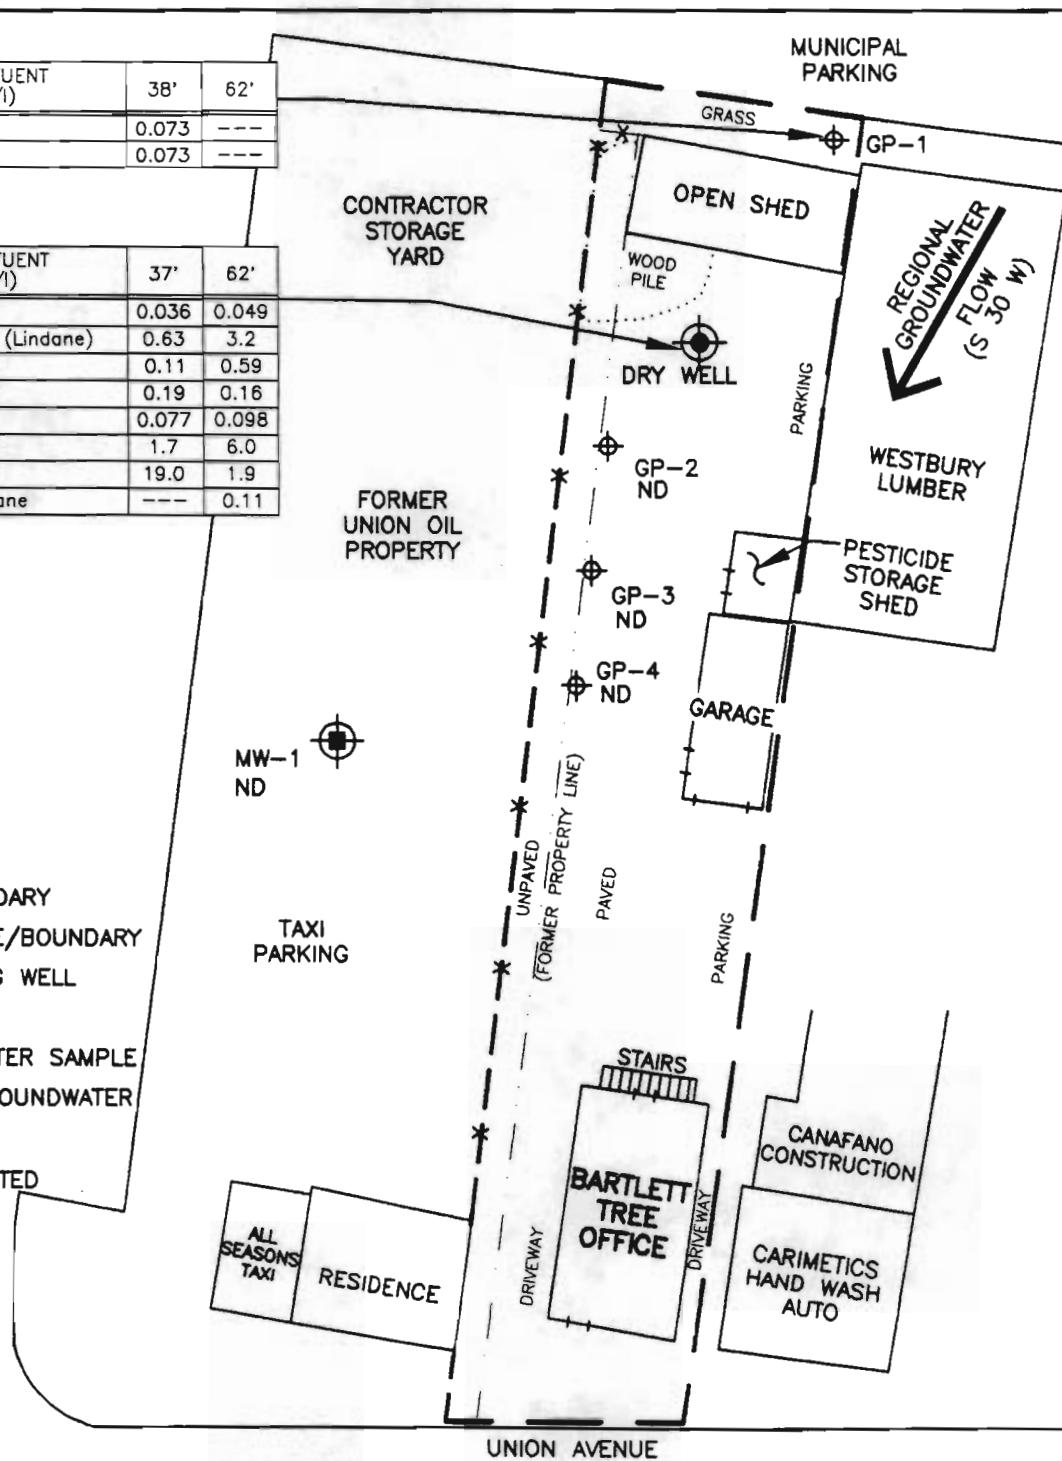 MUNICIPAL
PARKING
38' 62'
0.073 ---
0.073 ---
GRASS
GP-1
CONTRACTOR
STORAGE
YARD
OPEN SHED
WOOD
PILE
REGIONAL
GROUNDWATER
FLOW
(S 30 W)
37' 62'
0.036 0.049
(Lindane) 0.63 3.2
0.11 0.59
0.19 0.16
0.077 0.098
1.7 6.0
19.0 1.9
--- 0.11
DRY WELL
PARKING
GP-2
ND
WESTBURY
LUMBER
FORMER
UNION OIL
PROPERTY
PESTICIDE
STORAGE
SHED
GP-3
ND
GP-4
ND
GARAGE
MW-1
ND
UNPAVED
(FORMER PROPERTY LINE)
PAVED
PARKING
TAXI
PARKING
DARY
E/BOUNDARY
WELL
TER SAMPLE
OUNDWATER
TED
STAIRS
BARTLETT
TREE
OFFICE
DRIVEWAY
DRIVEWAY
CANAFANO
CONSTRUCTION
CARIMETICS
HAND WASH
AUTO
ALL
SEASONS
TAXI
RESIDENCE
UNION AVENUE